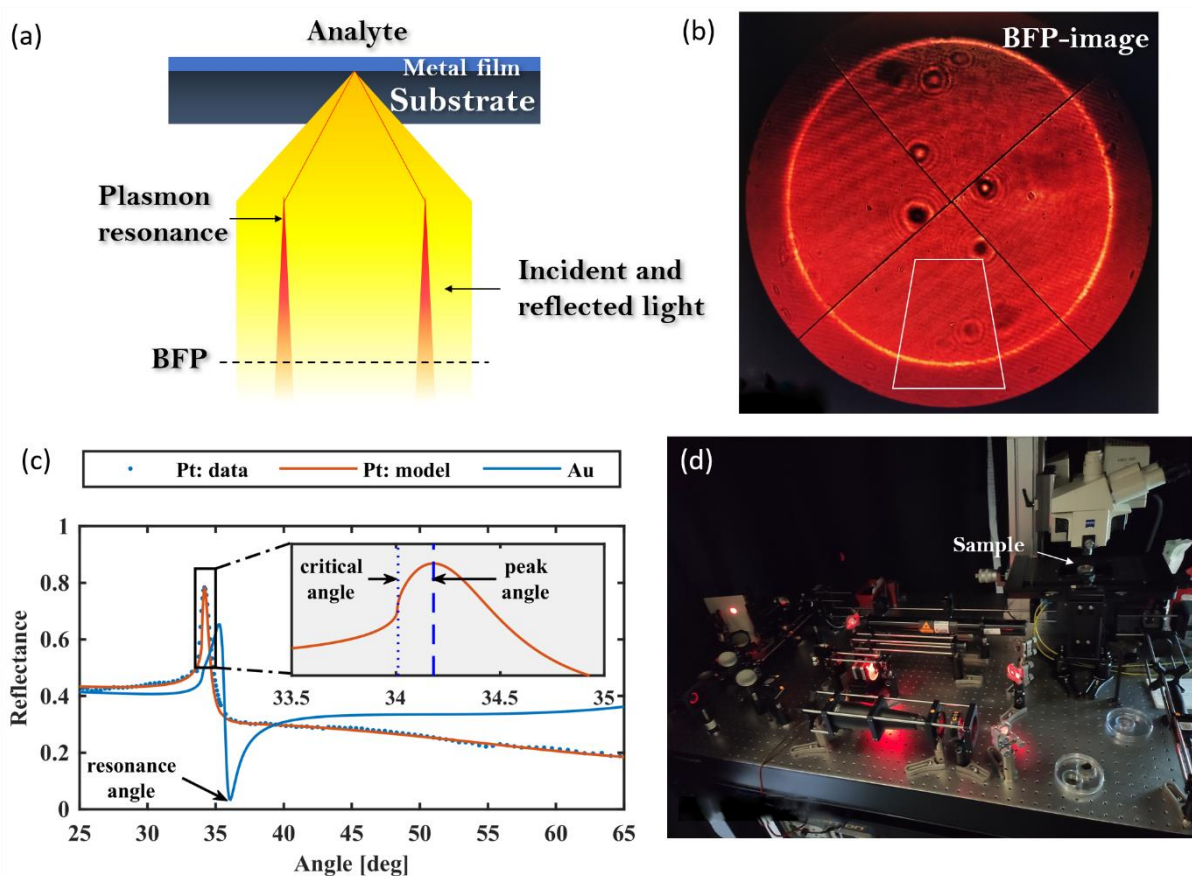 (a)
Analyte
Metal film
Substrate
Plasmon
resonance
Incident and
reflected light
BFP
(b)
BFP-image
(c)
Pt: data
Pt: model
Au
1
0.8
0.6
0.4
0.2
0
Reflectance
critical
angle
peak
angle
33.5
34
34.5
35
resonance
angle
25
30
35
40
45
50
55
60
65
Angle [deg]
(d)
Sample